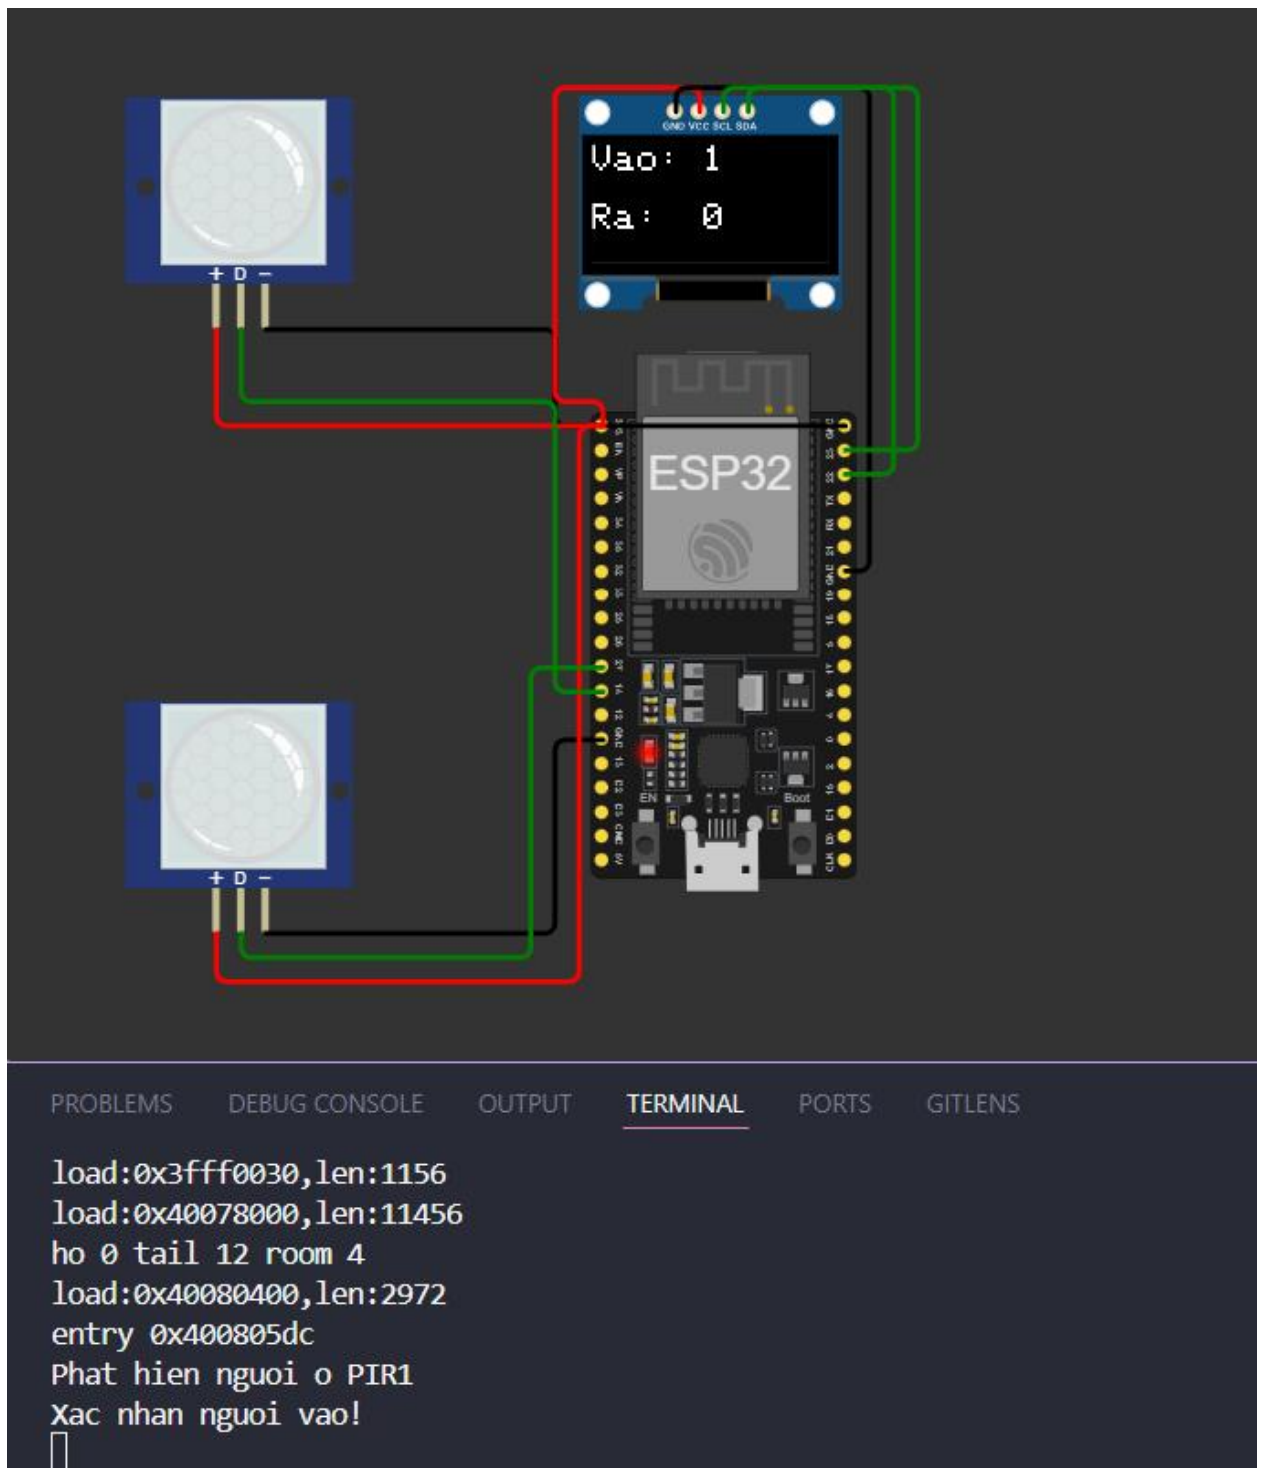 GND VCC SCL SDA
Vao: 1
Ra: 0
+ D −
ESP32
+ D −
EN
Boot
PROBLEMS DEBUG CONSOLE OUTPUT TERMINAL PORTS GITLENS
load:0x3fff0030,len:1156
load:0x40078000,len:11456
ho 0 tail 12 room 4
load:0x40080400,len:2972
entry 0x400805dc
Phat hien nguoi o PIR1
Xac nhan nguoi vao!